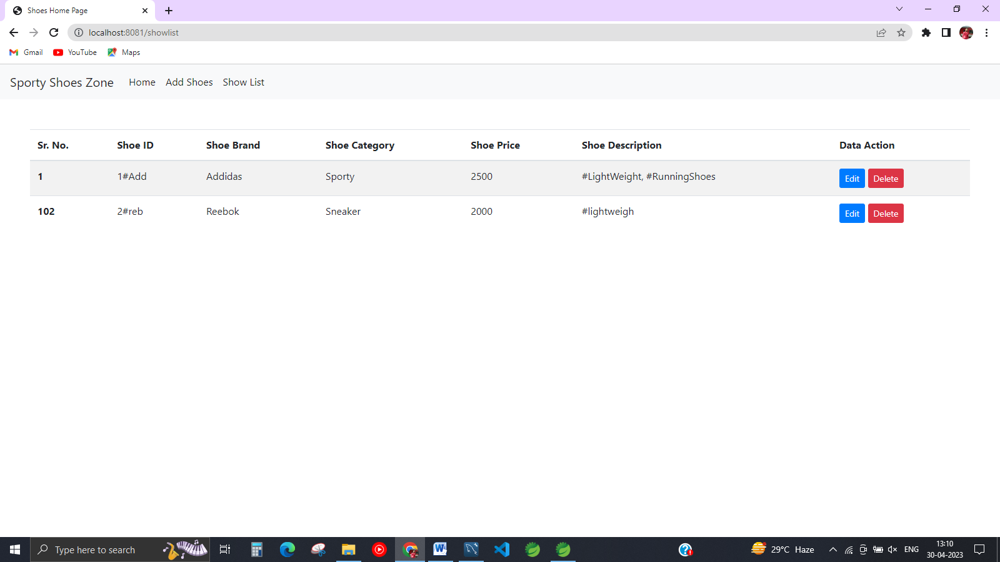 Shoes Home Page
localhost:8081/showlist
Gmail YouTube Maps
Sporty Shoes Zone Home Add Shoes Show List
Sr. No. Shoe ID Shoe Brand Shoe Category Shoe Price Shoe Description Data Action
1 1#Add Addidas Sporty 2500 #LightWeight, #RunningShoes Edit Delete
102 2#reb Reebok Sneaker 2000 #lightweigh Edit Delete
Type here to search 29°C Haze ENG 13:10
30-04-2023